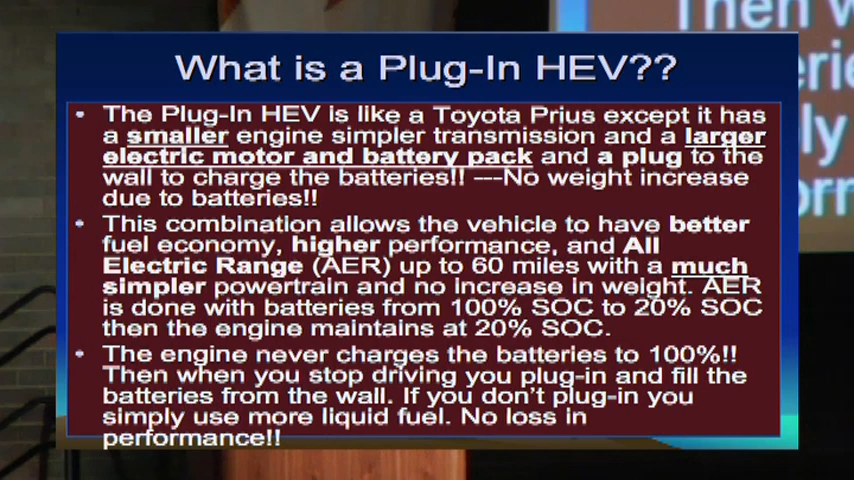 What is a Plug-In HEV??
• The Plug-In HEV is like a Toyota Prius except it has
a smaller engine simpler transmission and a larger
electric motor and battery pack and a plug to the
wall to charge the batteries!! ---No weight increase
due to batteries!!
• This combination allows the vehicle to have better
fuel economy, higher performance, and All
Electric Range (AER) up to 60 miles with a much
simpler powertrain and no increase in weight. AER
is done with batteries from 100% SOC to 20% SOC
then the engine maintains at 20% SOC.
• The engine never charges the batteries to 100%!!
Then when you stop driving you plug-in and fill the
batteries from the wall. If you don't plug-in you
simply use more liquid fuel. No loss in
performance!!
Then